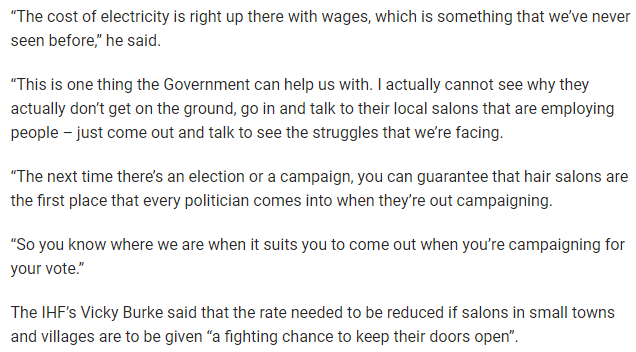 “The cost of electricity is right up there with wages, which is something that we’ve never
seen before,” he said.
“This is one thing the Government can help us with. I actually cannot see why they
actually don’t get on the ground, go in and talk to their local salons that are employing
people – just come out and talk to see the struggles that we’re facing.
“The next time there’s an election or a campaign, you can guarantee that hair salons are
the first place that every politician comes into when they’re out campaigning.
“So you know where we are when it suits you to come out when you’re campaigning for
your vote.”
The IHF’s Vicky Burke said that the rate needed to be reduced if salons in small towns
and villages are to be given “a fighting chance to keep their doors open”.